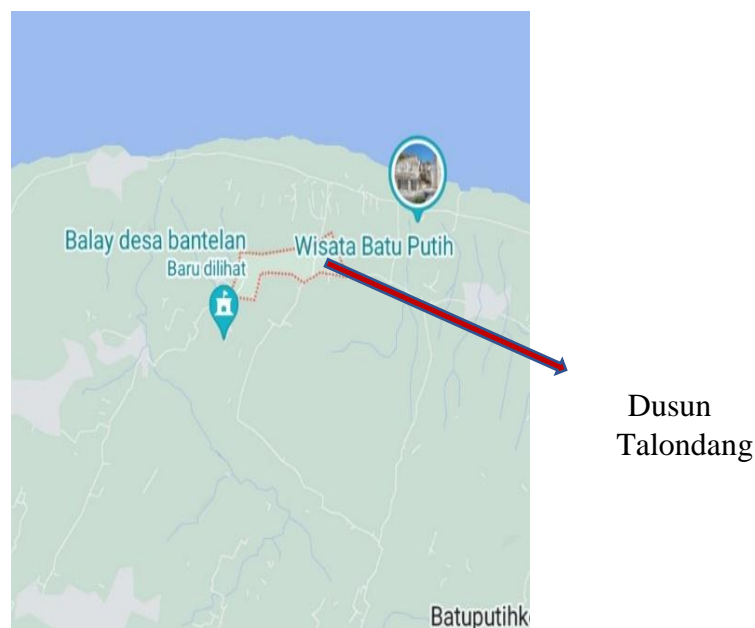 Balay desa bantelan
Baru dilihat
Wisata Batu Putih
Dusun
Talondang
Batuputihk